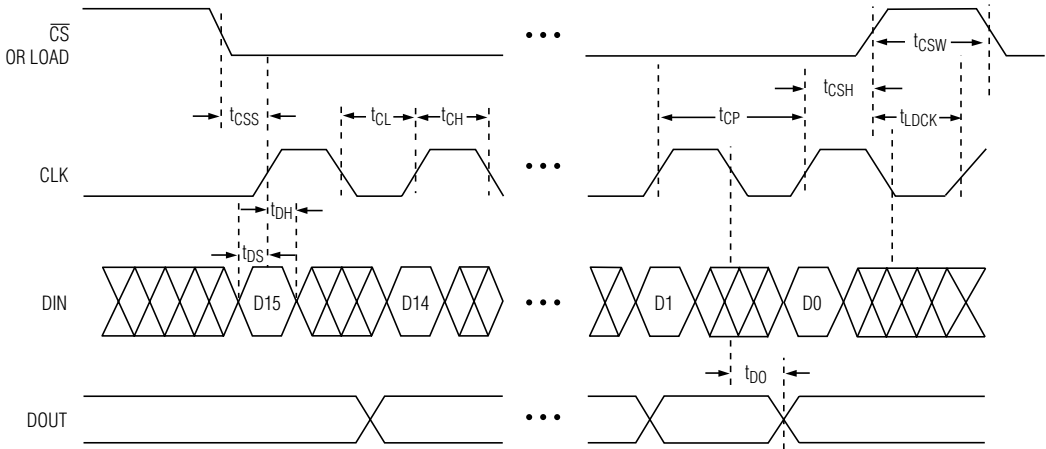 CS
OR LOAD
•••
tCSW
tCSH
tCSS
tCL
tCH
tCP
tLDCK
CLK
•••
tDH
tDS
DIN
D15
D14
•••
D1
D0
tDO
DOUT
•••